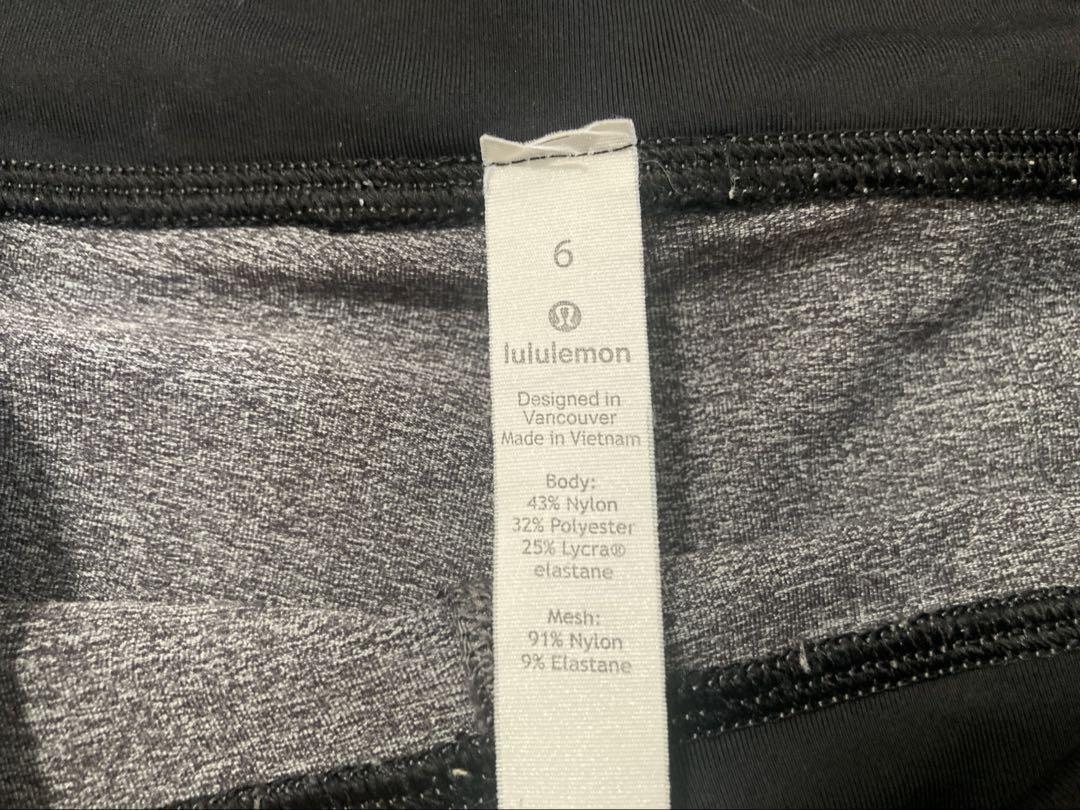 6
lululemon
Designed in
Vancouver
Made in Vietnam
Body:
43% Nylon
32% Polyester
25% Lycra®
elastane
Mesh:
91% Nylon
9% Elastane